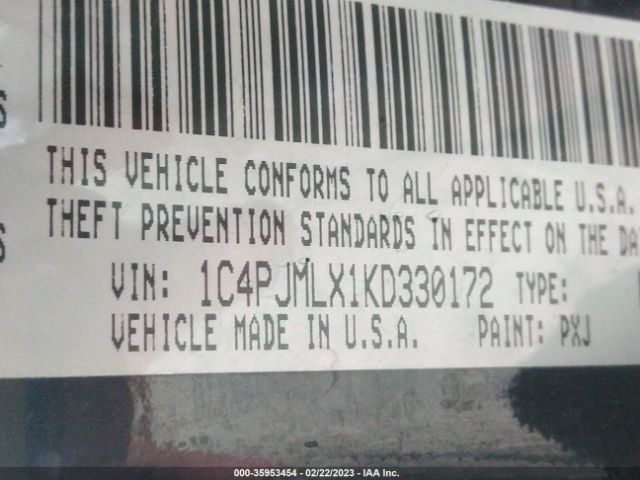 THIS VEHICLE CONFORMS TO ALL APPLICABLE U.S.A.
THEFT PREVENTION STANDARDS IN EFFECT ON THE
VIN: 1C4PJMLX1KD330172 TYPE:
VEHICLE MADE IN U.S.A. PAINT: PXJ
000-35953454 - 02/22/2023 - IAA Inc.